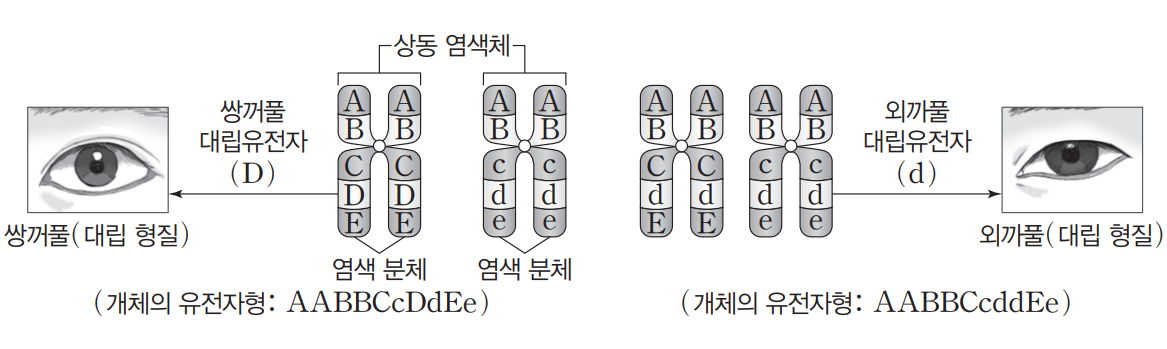 상동 염색체
쌍꺼풀
대립유전자
(D)
A A A A
B B B B
C C c c
D D d d
E E e e
쌍꺼풀(대립 형질)
염색 분체 염색 분체
(개체의 유전자형: AABBCcDdEe)
A A A A
B B B B
C C c c
d d d d
E E e e
외까풀
대립유전자
(d)
외까풀(대립 형질)
(개체의 유전자형: AABBCcddEe)